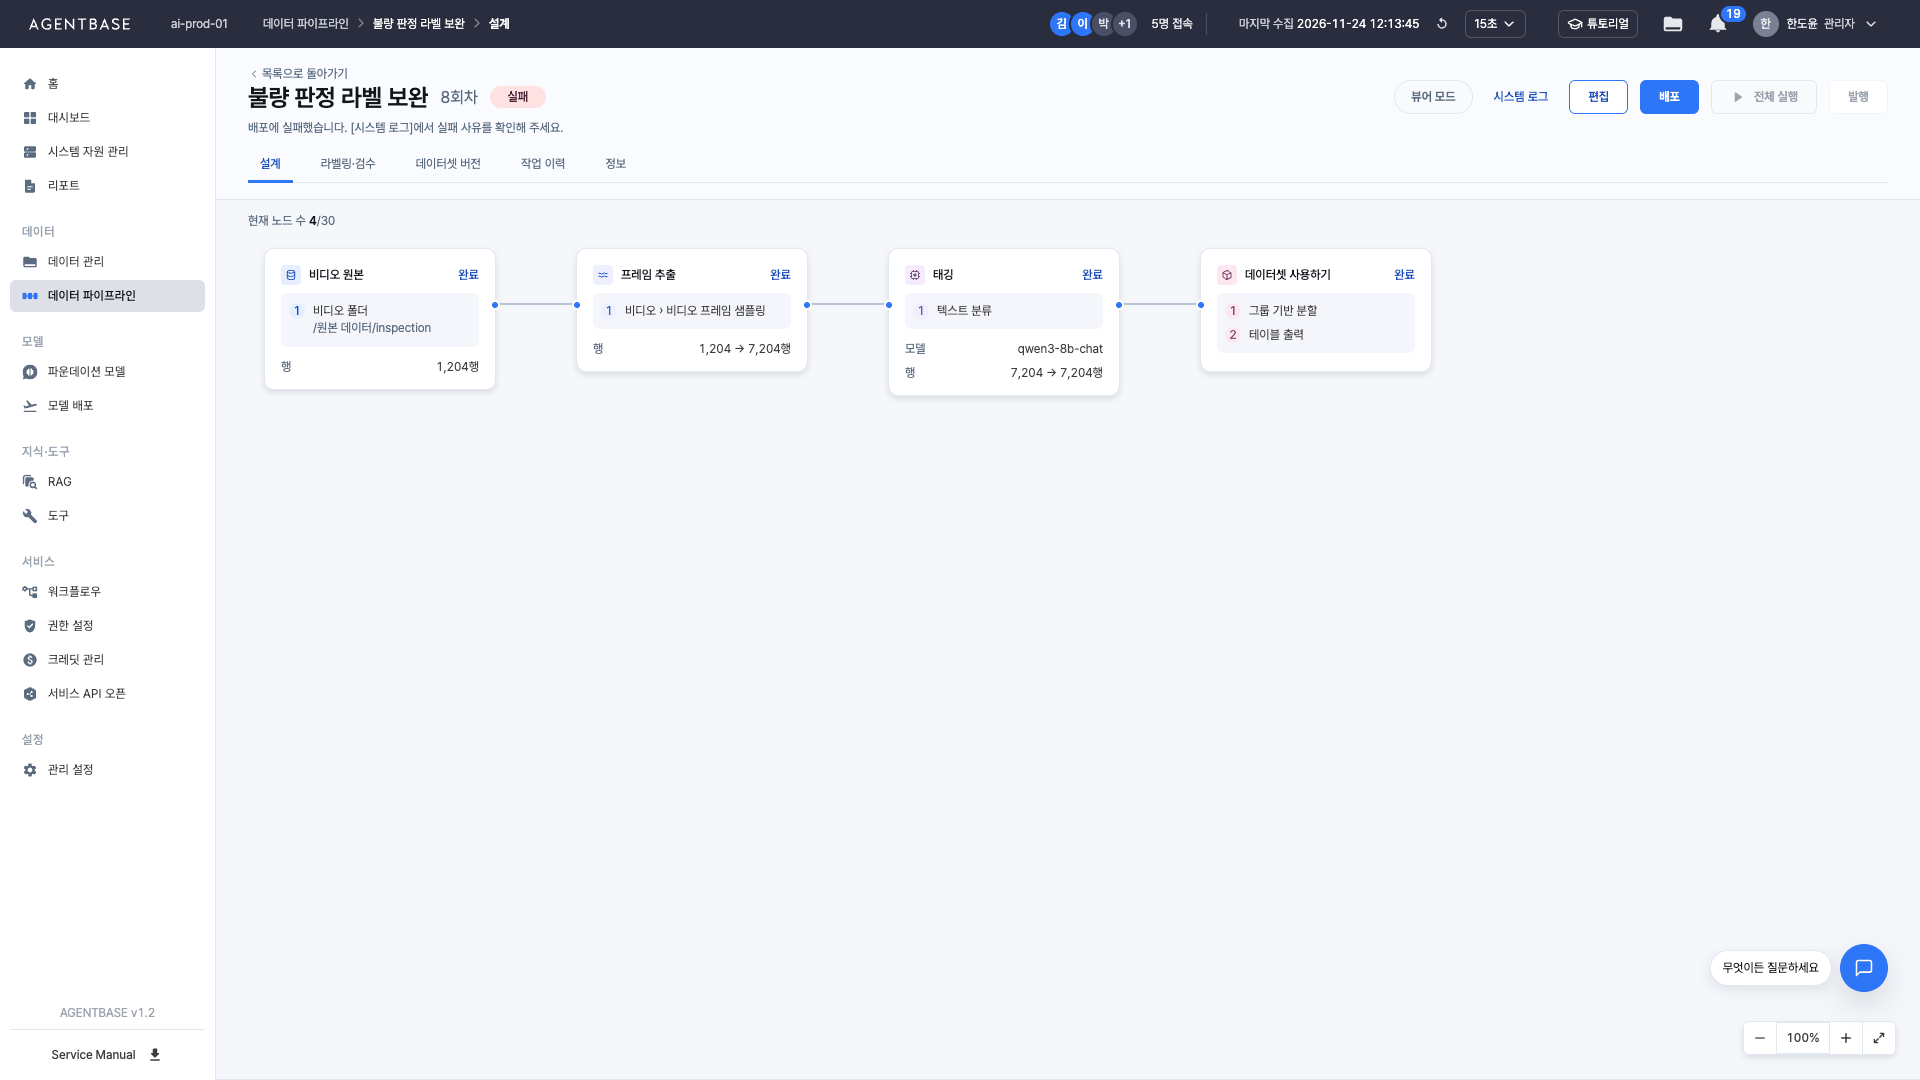 AGENTBASE
ai-prod-01
데이터 파이프라인 > 불량 판정 라벨 보완 > 설계
김 이 박 +1 5명 접속
마지막 수집 2026-11-24 12:13:45
15초
튜토리얼
19
한 한도윤 관리자
홈
대시보드
시스템 자원 관리
리포트
데이터
데이터 관리
데이터 파이프라인
모델
파운데이션 모델
모델 배포
지식·도구
RAG
도구
서비스
워크플로우
권한 설정
크레딧 관리
서비스 API 오픈
설정
관리 설정
AGENTBASE v1.2
Service Manual
목록으로 돌아가기
불량 판정 라벨 보완 8회차 실패
배포에 실패했습니다. [시스템 로그]에서 실패 사유를 확인해 주세요.
뷰어 모드 시스템 로그 편집 배포 전체 실행 발행
설계 라벨링·검수 데이터셋 버전 작업 이력 정보
현재 노드 수 4/30
비디오 원본 완료
1 비디오 폴더
/원본 데이터/inspection
행 1,204행
프레임 추출 완료
1 비디오 › 비디오 프레임 샘플링
행 1,204 → 7,204행
태깅 완료
1 텍스트 분류
모델 qwen3-8b-chat
행 7,204 → 7,204행
데이터셋 사용하기 완료
1 그룹 기반 분할
2 테이블 출력
무엇이든 질문하세요
100%